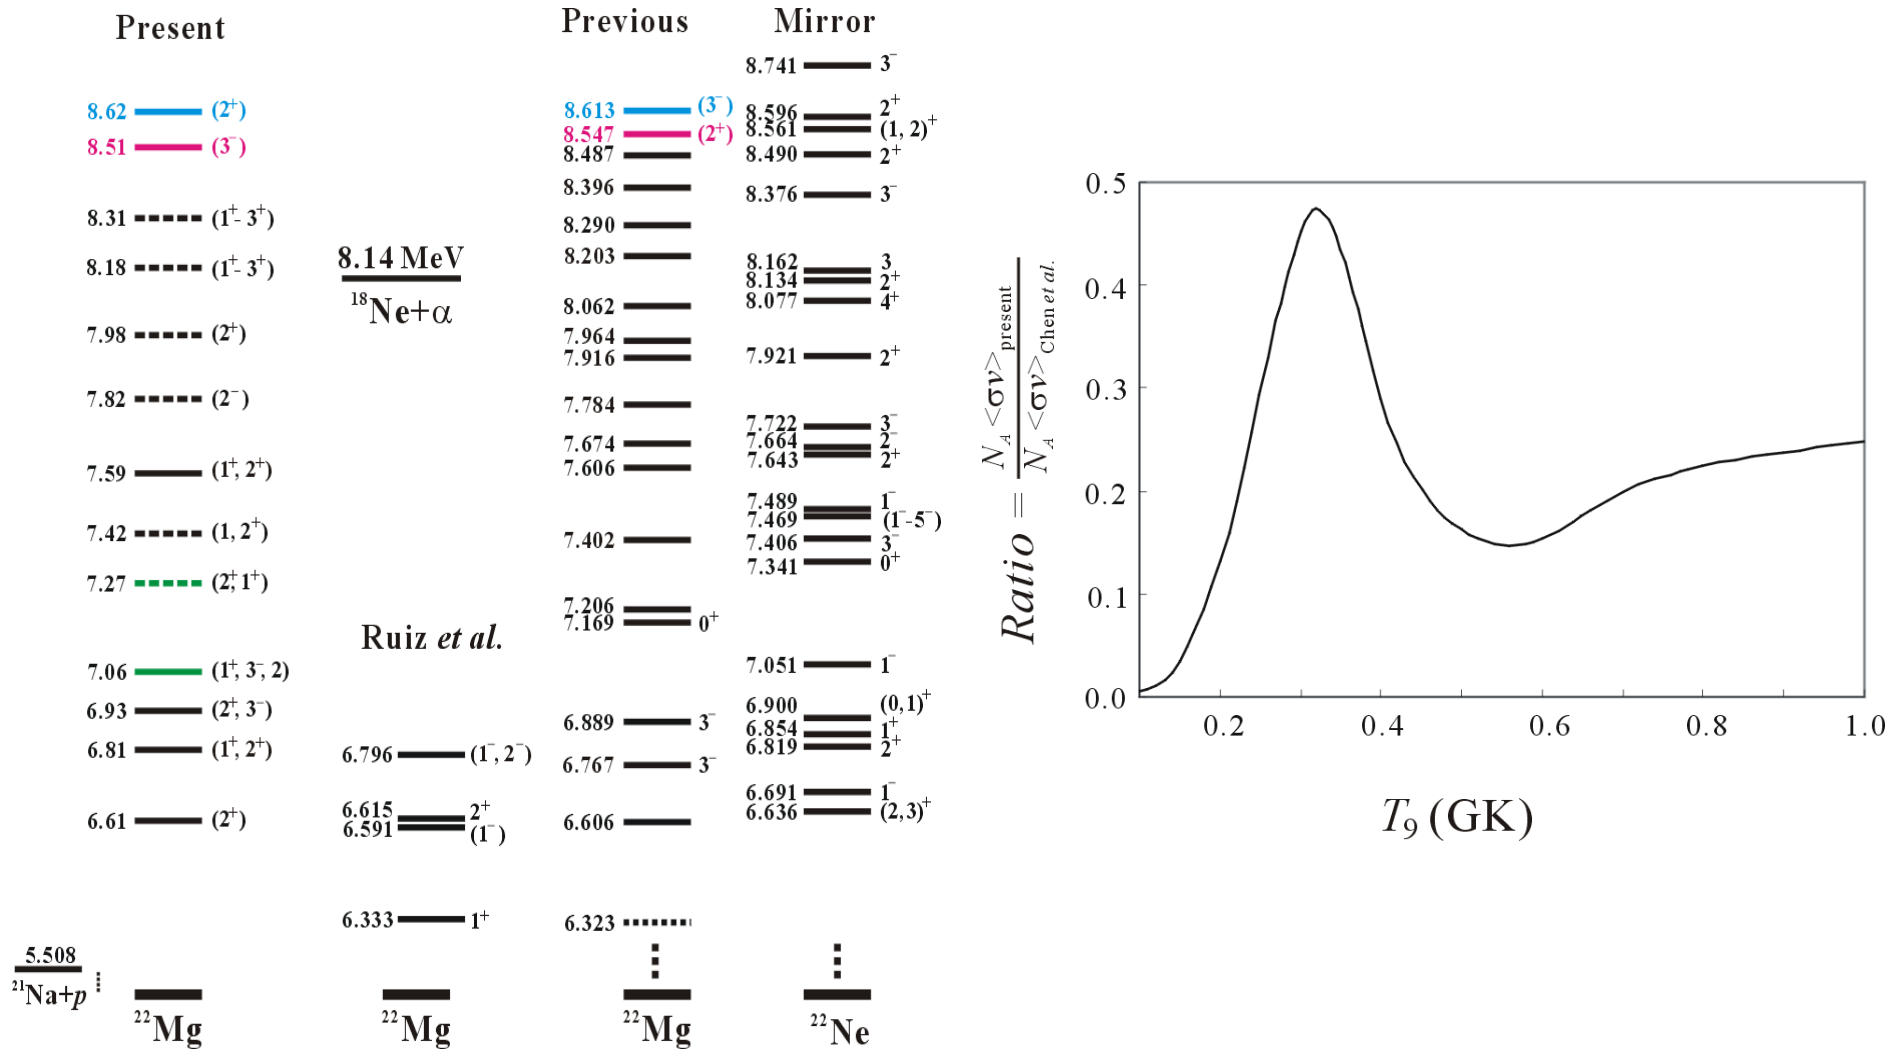 Present
8.62 (2⁺)
8.51 (3⁻)
8.31 (1⁺- 3⁺)
8.18 (1⁺- 3⁺)
7.98 (2⁺)
7.82 (2⁻)
7.59 (1⁺, 2⁺)
7.42 (1, 2⁺)
7.27 (2⁺, 1⁺)
7.06 (1⁺, 3⁻, 2)
6.93 (2⁺, 3⁻)
6.81 (1⁺, 2⁺)
6.61 (2⁺)
5.508
²¹Na+p
²²Mg
8.14 MeV
¹⁸Ne+α
Ruiz et al.
6.796 (1⁻, 2⁻)
6.615 2⁺
6.591 (1⁻)
6.333 1⁺
²²Mg
Previous
8.613 (3⁻)
8.547 (2⁺)
8.487
8.396
8.290
8.203
8.062
7.964
7.916
7.784
7.674
7.606
7.402
7.206
7.169 0⁺
6.889 3⁻
6.767 3⁻
6.606
6.323
²²Mg
Mirror
8.741 3⁻
8.596 2⁺
8.561 (1, 2)⁺
8.490 2⁺
8.376 3⁻
8.162 3
8.134 2⁺
8.077 4⁺
7.921 2⁺
7.722 3⁻
7.664 2⁻
7.643 2⁺
7.489 1⁻
7.469 (1⁻-5⁻)
7.406 3⁻
7.341 0⁺
7.051 1⁻
6.900 (0, 1)⁺
6.854 1⁺
6.819 2⁺
6.691 1⁻
6.636 (2, 3)⁺
²²Ne
Ratio = N_A <σv>present
N_A <σv>Chen et al.
0.5
0.4
0.3
0.2
0.1
0.0
0.2 0.4 0.6 0.8 1.0
T₉ (GK)